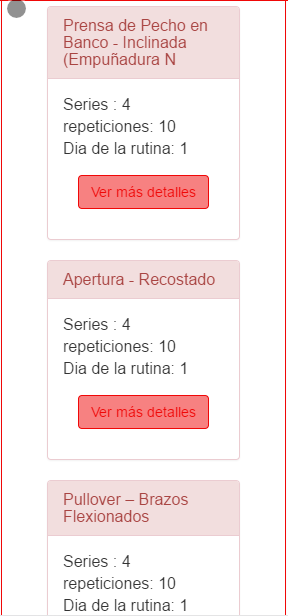 Prensa de Pecho en
Banco - Inclinada
(Empuñadura N
Series : 4
repeticiones: 10
Dia de la rutina: 1
Ver más detalles
Apertura - Recostado
Series : 4
repeticiones: 10
Dia de la rutina: 1
Ver más detalles
Pullover – Brazos
Flexionados
Series : 4
repeticiones: 10
Dia de la rutina: 1